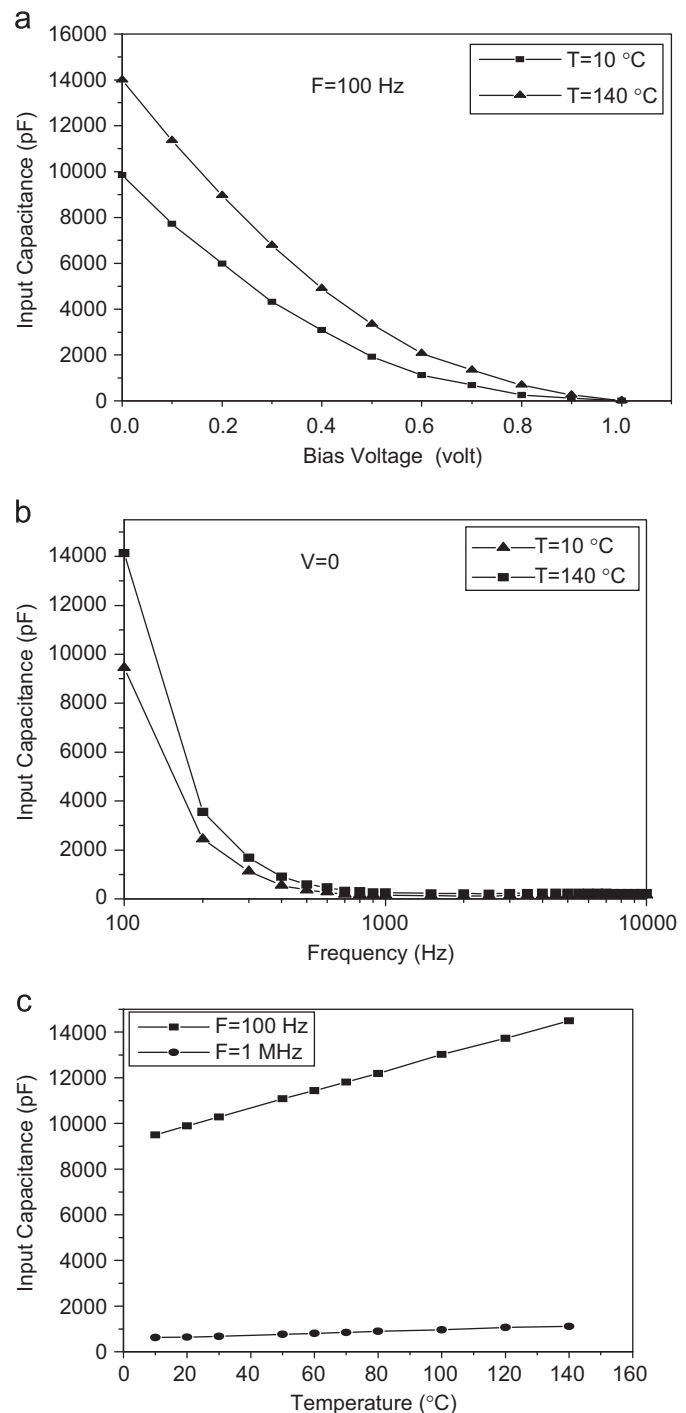 a
16000
14000
12000
10000
8000
6000
4000
2000
0
Input Capacitance (pF)
F=100 Hz
T=10 °C
T=140 °C
0.0 0.2 0.4 0.6 0.8 1.0
Bias Voltage (volt)
b
14000
12000
10000
8000
6000
4000
2000
0
Input Capacitance (pF)
V=0
T=10 °C
T=140 °C
100 1000 10000
Frequency (Hz)
c
14000
12000
10000
8000
6000
4000
2000
0
Input Capacitance (pF)
F=100 Hz
F=1 MHz
0 20 40 60 80 100 120 140 160
Temperature (°C)